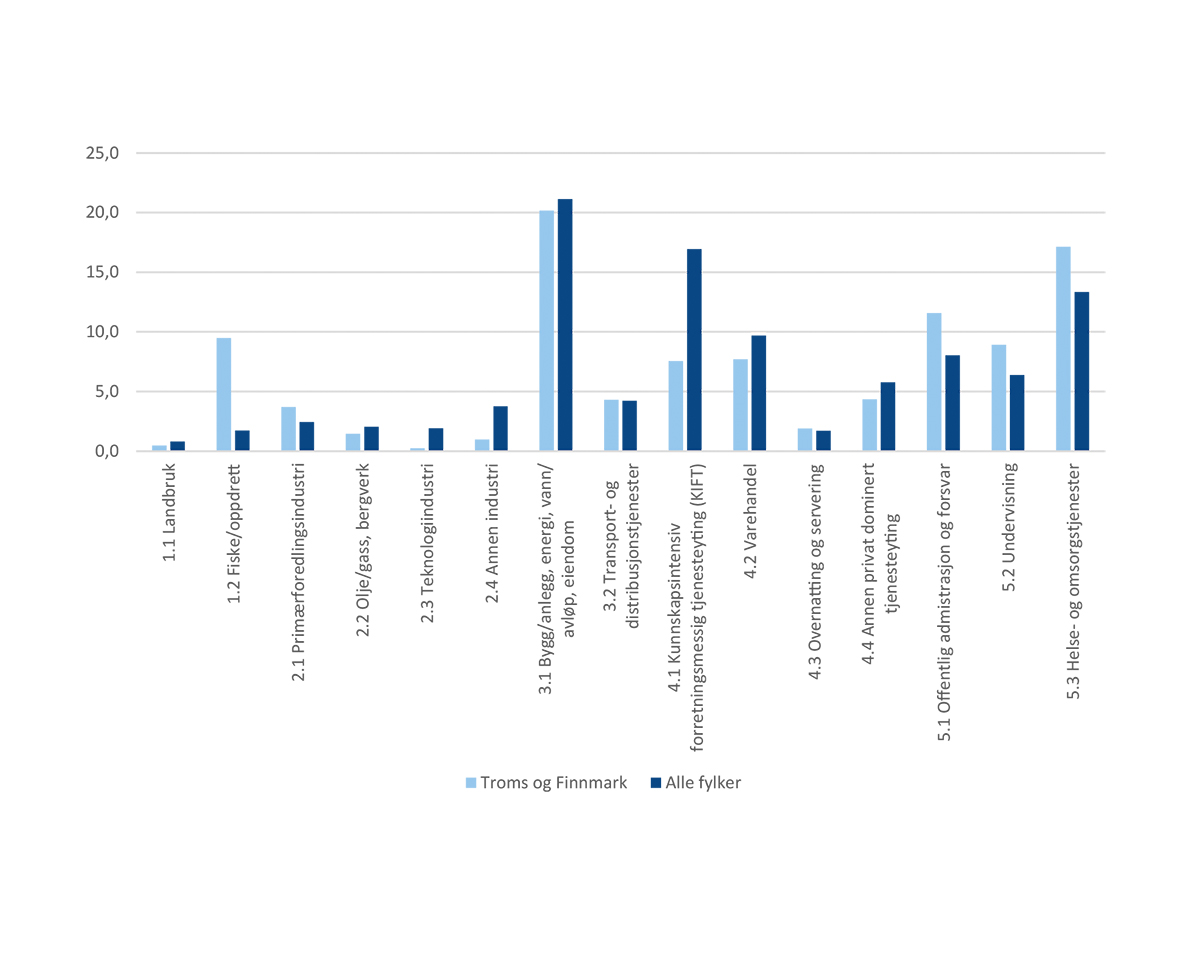 25,0
20,0
15,0
10,0
5,0
0,0
1.1 Landbruk
1.2 Fiske/oppdrett
2.1 Primærforedlingsindustri
2.2 Olje/gass, bergverk
2.3 Teknologiindustri
2.4 Annen industri
3.1 Bygg/anlegg, energi, vann/
avløp, eiendom
3.2 Transport- og
distribusjonstjenester
4.1 Kunnskapsintensiv
forretningsmessig tjenesteyting (KIFT)
4.2 Varehandel
4.3 Overnatting og servering
4.4 Annen privat dominert
tjenesteyting
5.1 Offentlig admistrasjon og forsvar
5.2 Undervisning
5.3 Helse- og omsorgstjenester
Troms og Finnmark
Alle fylker